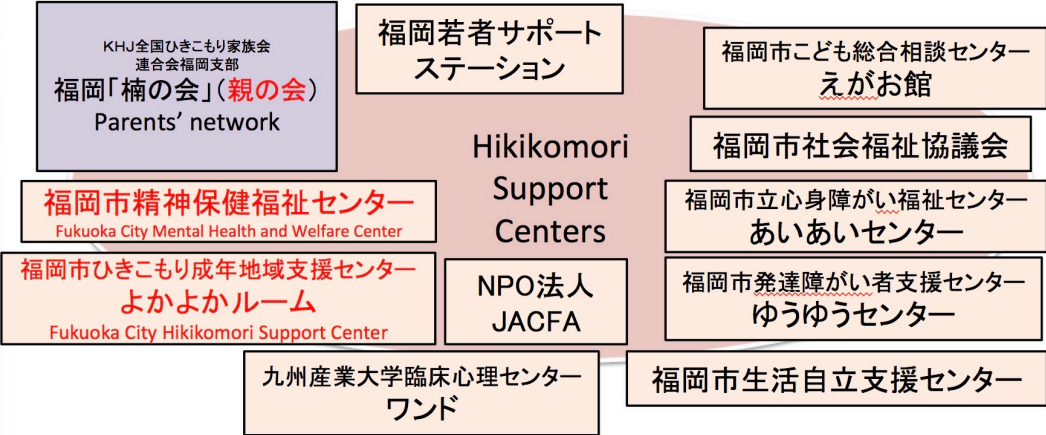 KHJ全国ひきこもり家族会
連合会福岡支部
福岡「楠の会」(親の会)
Parents' network
福岡若者サポート
ステーション
福岡市こども総合相談センター
えがお館
福岡市社会福祉協議会
Hikikomori
Support
Centers
福岡市精神保健福祉センター
Fukuoka City Mental Health and Welfare Center
福岡市立心身障がい福祉センター
あいあいセンター
福岡市ひきこもり成年地域支援センター
よかよかルーム
Fukuoka City Hikikomori Support Center
NPO法人
JACFA
福岡市発達障がい者支援センター
ゆうゆうセンター
九州産業大学臨床心理センター
ワンド
福岡市生活自立支援センター